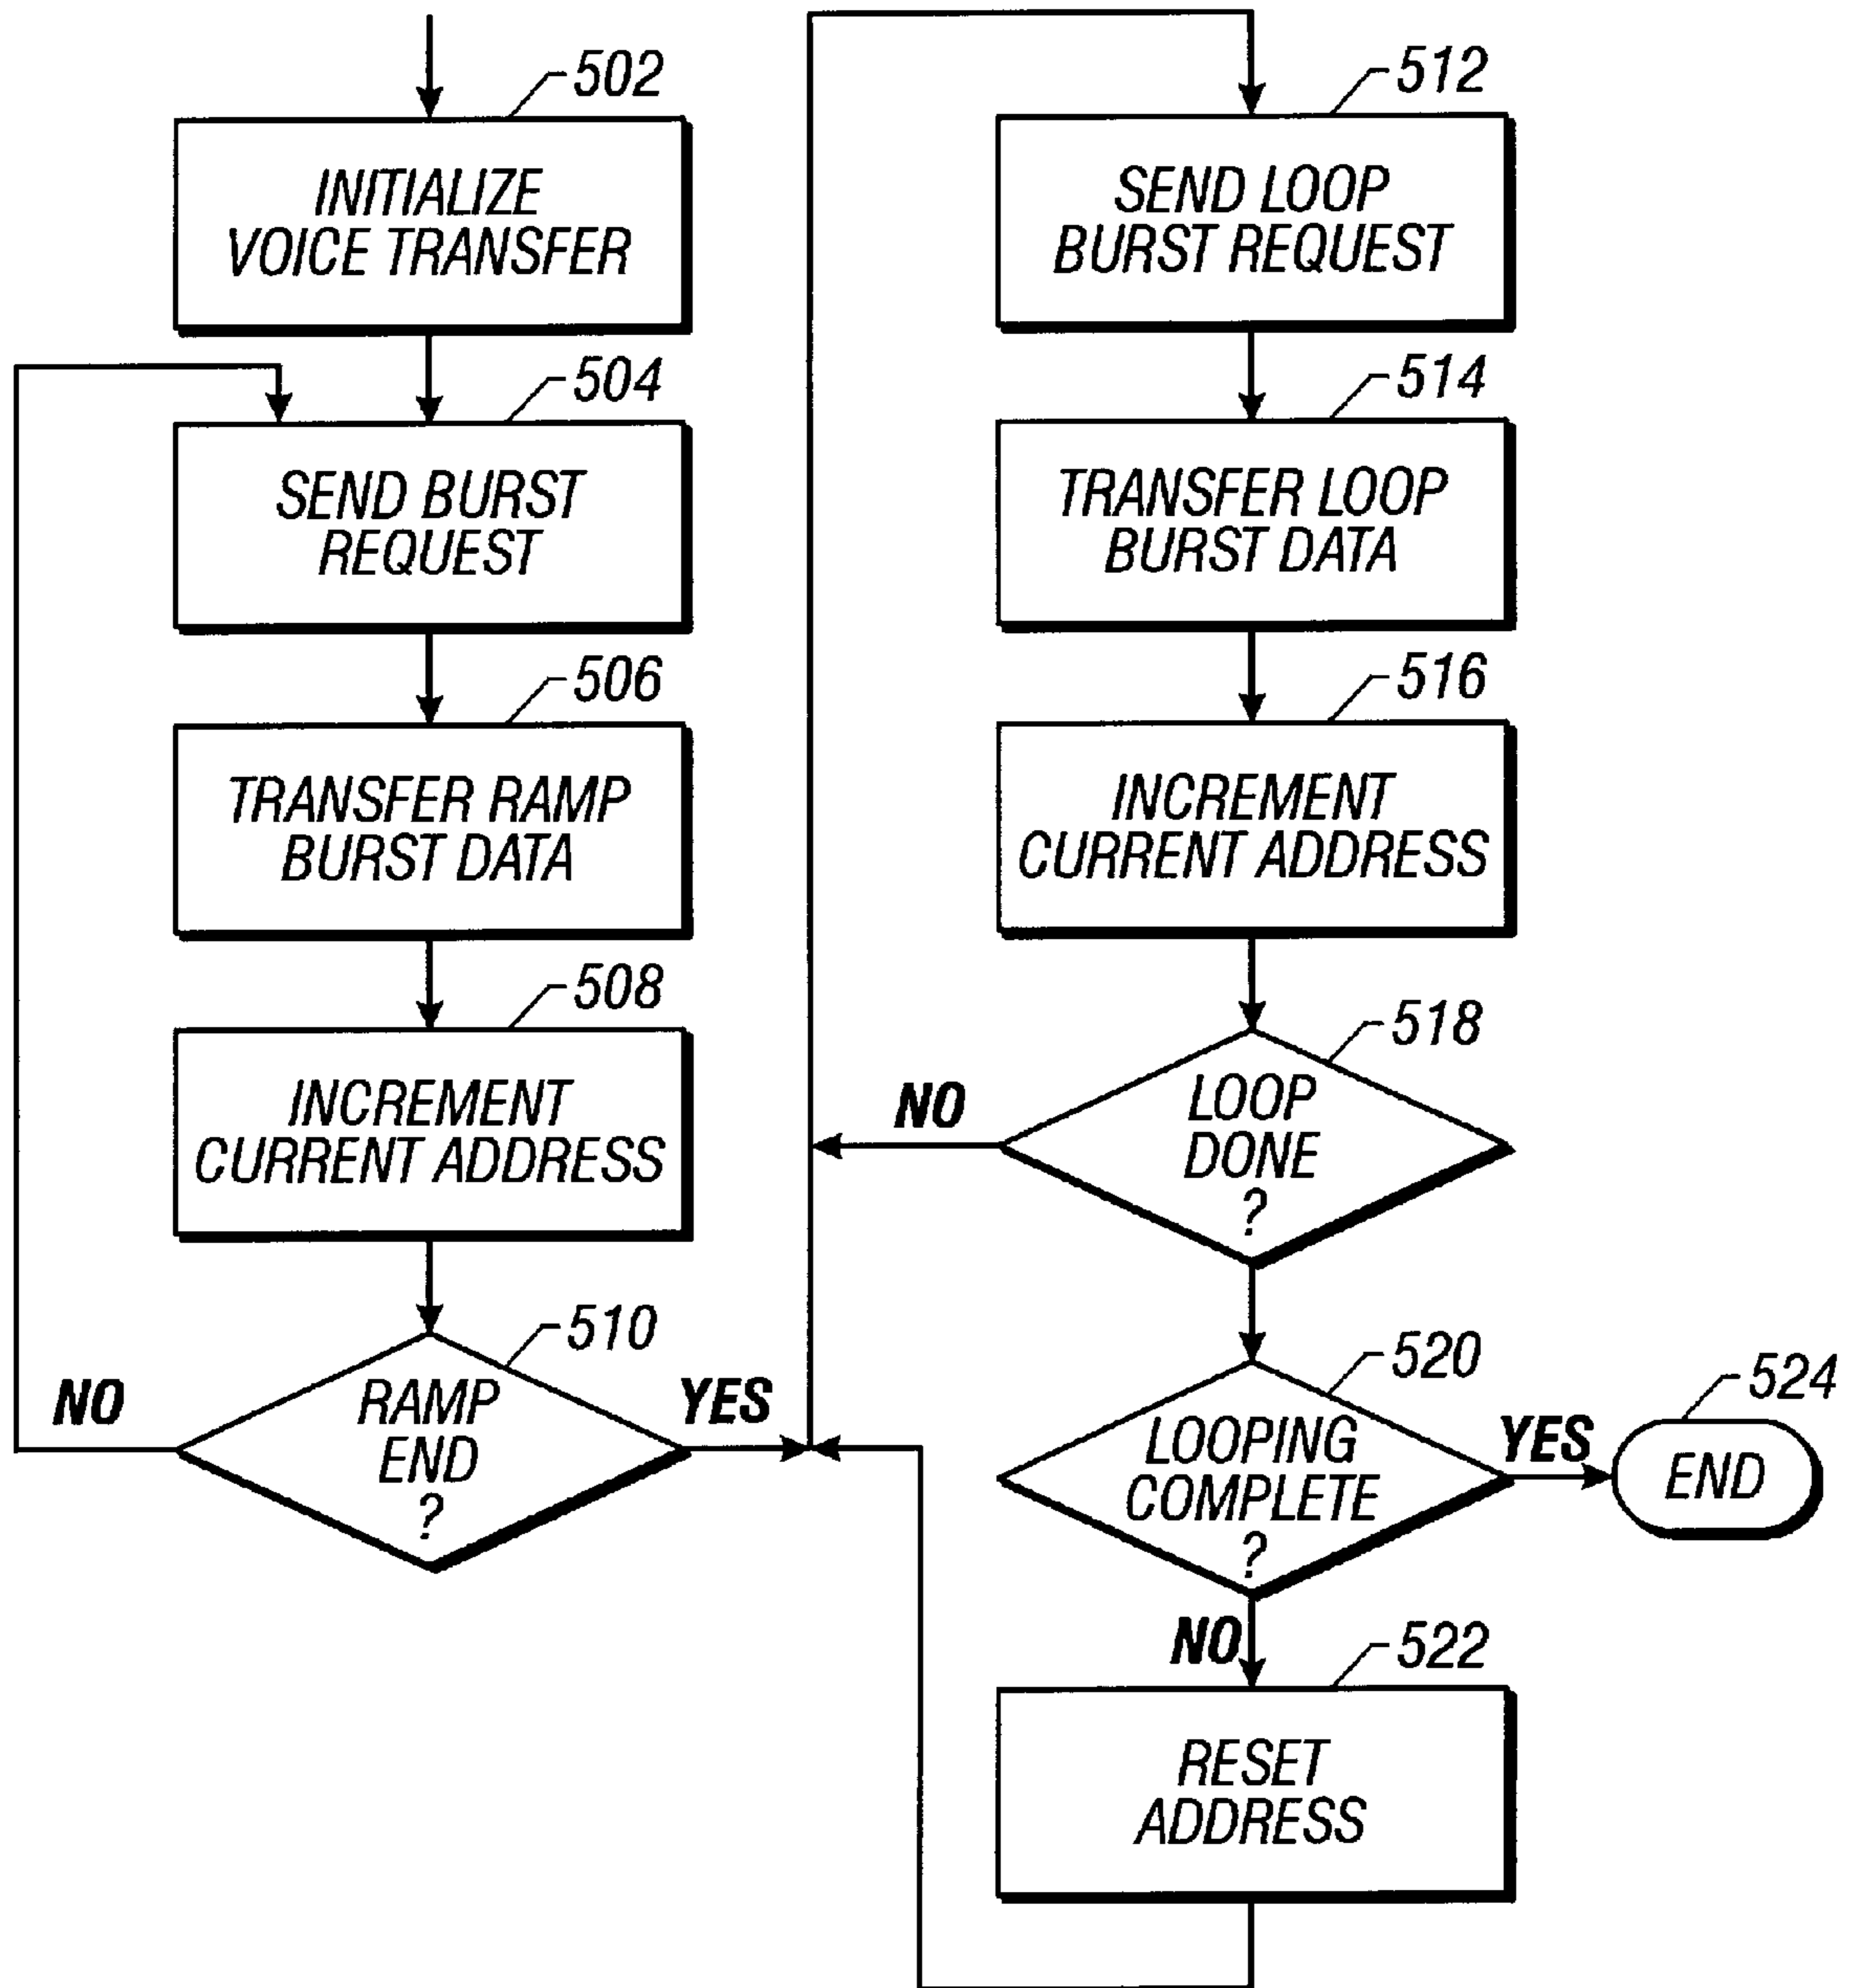 502
INITIALIZE
VOICE TRANSFER
504
SEND BURST
REQUEST
506
TRANSFER RAMP
BURST DATA
508
INCREMENT
CURRENT ADDRESS
510
RAMP
END
?
NO
YES
512
SEND LOOP
BURST REQUEST
514
TRANSFER LOOP
BURST DATA
516
INCREMENT
CURRENT ADDRESS
518
LOOP
DONE
?
NO
520
LOOPING
COMPLETE
?
YES
524
END
NO
522
RESET
ADDRESS